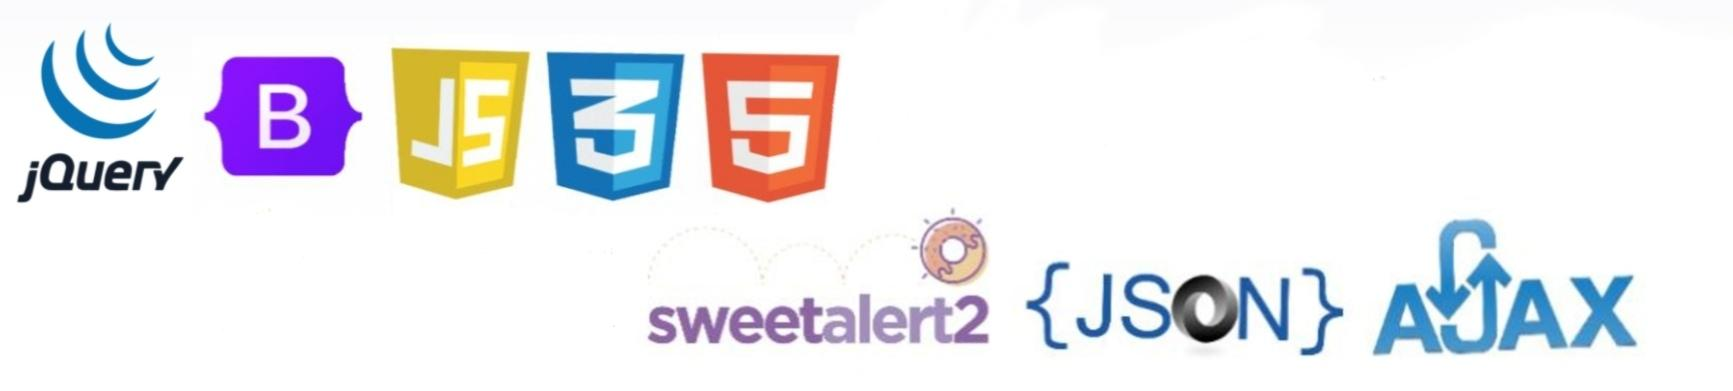 jQuery
B
JS
3
5
sweetalert2
{JSON}
AJAX